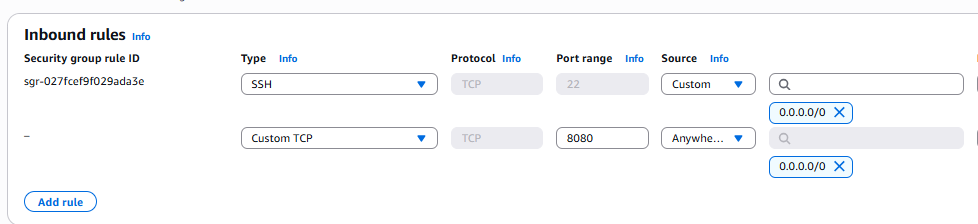 Inbound rules Info
Security group rule ID Type Info Protocol Info Port range Info Source Info
sgr-027fcef9f029ada3e SSH TCP 22 Custom
0.0.0.0/0
– Custom TCP TCP 8080 Anywhe...
0.0.0.0/0
Add rule